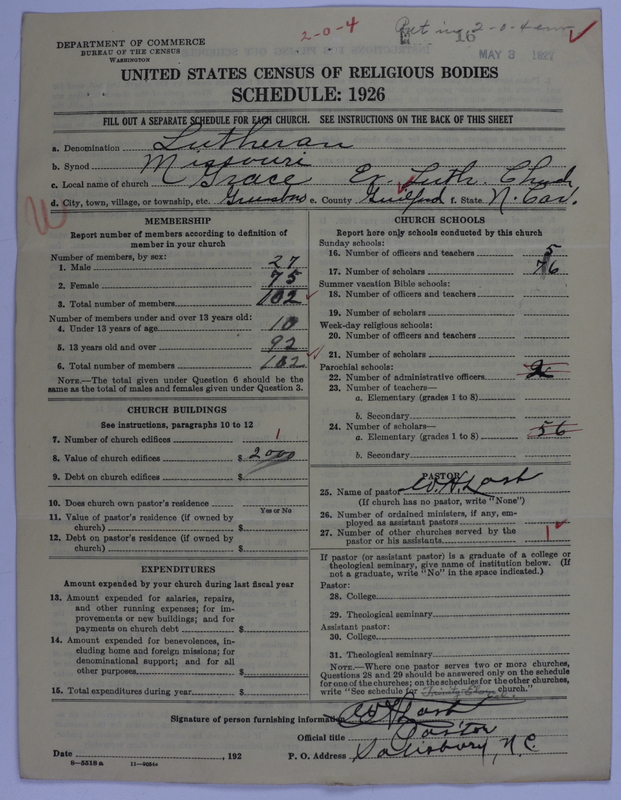 2-0-4
Put in 2-0-4
16
MAY 3 1927
DEPARTMENT OF COMMERCE
BUREAU OF THE CENSUS
WASHINGTON
UNITED STATES CENSUS OF RELIGIOUS BODIES
SCHEDULE: 1926
FILL OUT A SEPARATE SCHEDULE FOR EACH CHURCH. SEE INSTRUCTIONS ON THE BACK OF THIS SHEET
a. Denomination Lutheran
b. Synod Missouri
c. Local name of church Grace Ev. Luth. Church
d. City, town, village, or township, etc. Greensboro e. County Guilford f. State N. Car.
MEMBERSHIP
Report number of members according to definition of
member in your church
Number of members, by sex:
1. Male 27
2. Female 75
3. Total number of members 102
Number of members under and over 13 years old:
4. Under 13 years of age 10
5. 13 years old and over 92
6. Total number of members 102
NOTE.—The total given under Question 6 should be the
same as the total of males and females given under Question 3.
CHURCH BUILDINGS
See instructions, paragraphs 10 to 12
7. Number of church edifices 1
8. Value of church edifices $ 2000
9. Debt on church edifices $
10. Does church own pastor's residence
Yes or No
11. Value of pastor's residence (if owned by
church) $
12. Debt on pastor's residence (if owned by
church) $
EXPENDITURES
Amount expended by your church during last fiscal year
13. Amount expended for salaries, repairs,
and other running expenses; for im-
provements or new buildings; and for
payments on church debt $
14. Amount expended for benevolences, in-
cluding home and foreign missions; for
denominational support; and for all
other purposes $
15. Total expenditures during year $
CHURCH SCHOOLS
Report here only schools conducted by this church
Sunday schools:
16. Number of officers and teachers 5
17. Number of scholars 76
Summer vacation Bible schools:
18. Number of officers and teachers
19. Number of scholars
Week-day religious schools:
20. Number of officers and teachers
21. Number of scholars
Parochial schools:
22. Number of administrative officers 2
23. Number of teachers—
a. Elementary (grades 1 to 8)
b. Secondary
24. Number of scholars—
a. Elementary (grades 1 to 8) 56
b. Secondary
PASTOR
25. Name of pastor W. H. Lash
(If church has no pastor, write "None")
26. Number of ordained ministers, if any, em-
ployed as assistant pastors
27. Number of other churches served by the
pastor or his assistants 1
If pastor (or assistant pastor) is a graduate of a college or
theological seminary, give name of institution below. (If
not a graduate, write "No" in the space indicated.)
Pastor:
28. College
29. Theological seminary
Assistant pastor:
30. College
31. Theological seminary
NOTE.—Where one pastor serves two or more churches,
Questions 28 and 29 should be answered only on the schedule
for one of the churches; on the schedules for the other churches,
write "See schedule for Trinity church."
Signature of person furnishing information W H Lash
Official title Pastor
Date , 192 P. O. Address Salisbury, N.C.
8-5518a 11-9054a